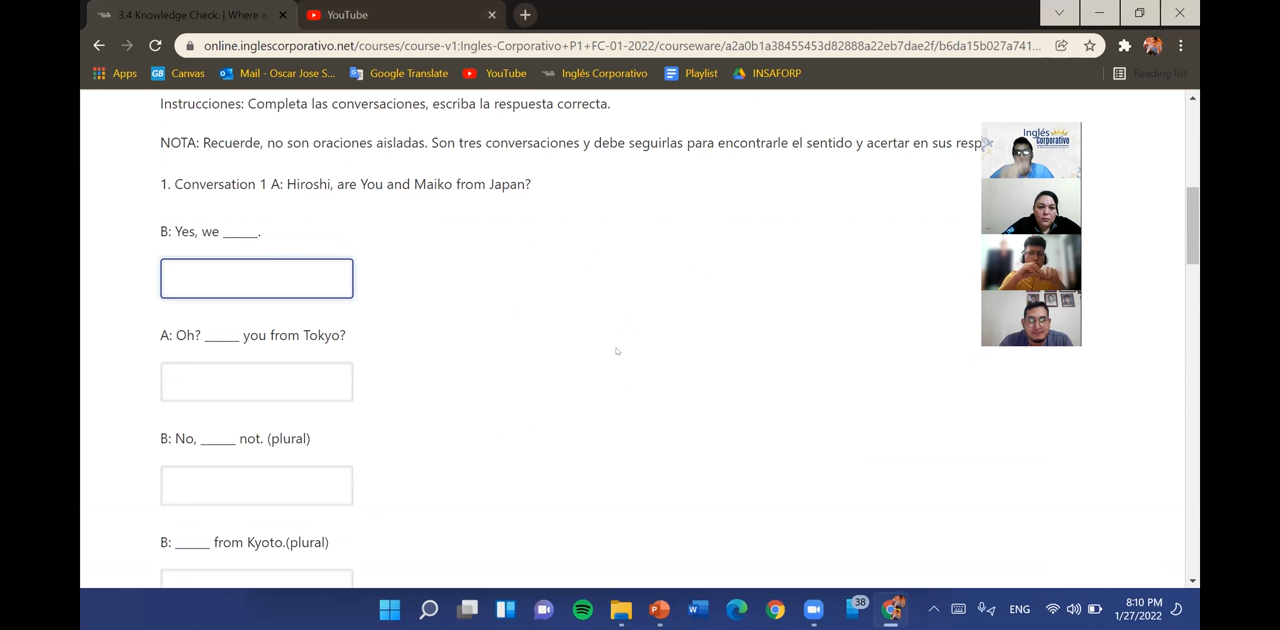 3.4 Knowledge Check. | Where a
YouTube
online.inglescorporativo.net/courses/course-v1:Ingles-Corporativo+P1+FC-01-2022/courseware/a2a0b1a38455453d82888a22eb7dae2f/b6da15b027a741...
Apps
GB Canvas
Mail - Oscar Jose S...
Google Translate
YouTube
Inglés Corporativo
Playlist
INSAFORP
Reading list
Instrucciones: Completa las conversaciones, escriba la respuesta correcta.
NOTA: Recuerde, no son oraciones aisladas. Son tres conversaciones y debe seguirlas para encontrarle el sentido y acertar en sus resp
Inglés
Corporativo
1. Conversation 1 A: Hiroshi, are You and Maiko from Japan?
B: Yes, we _____.
A: Oh? _____ you from Tokyo?
B: No, _____ not. (plural)
B: _____ from Kyoto.(plural)
38
ENG
8:10 PM
1/27/2022